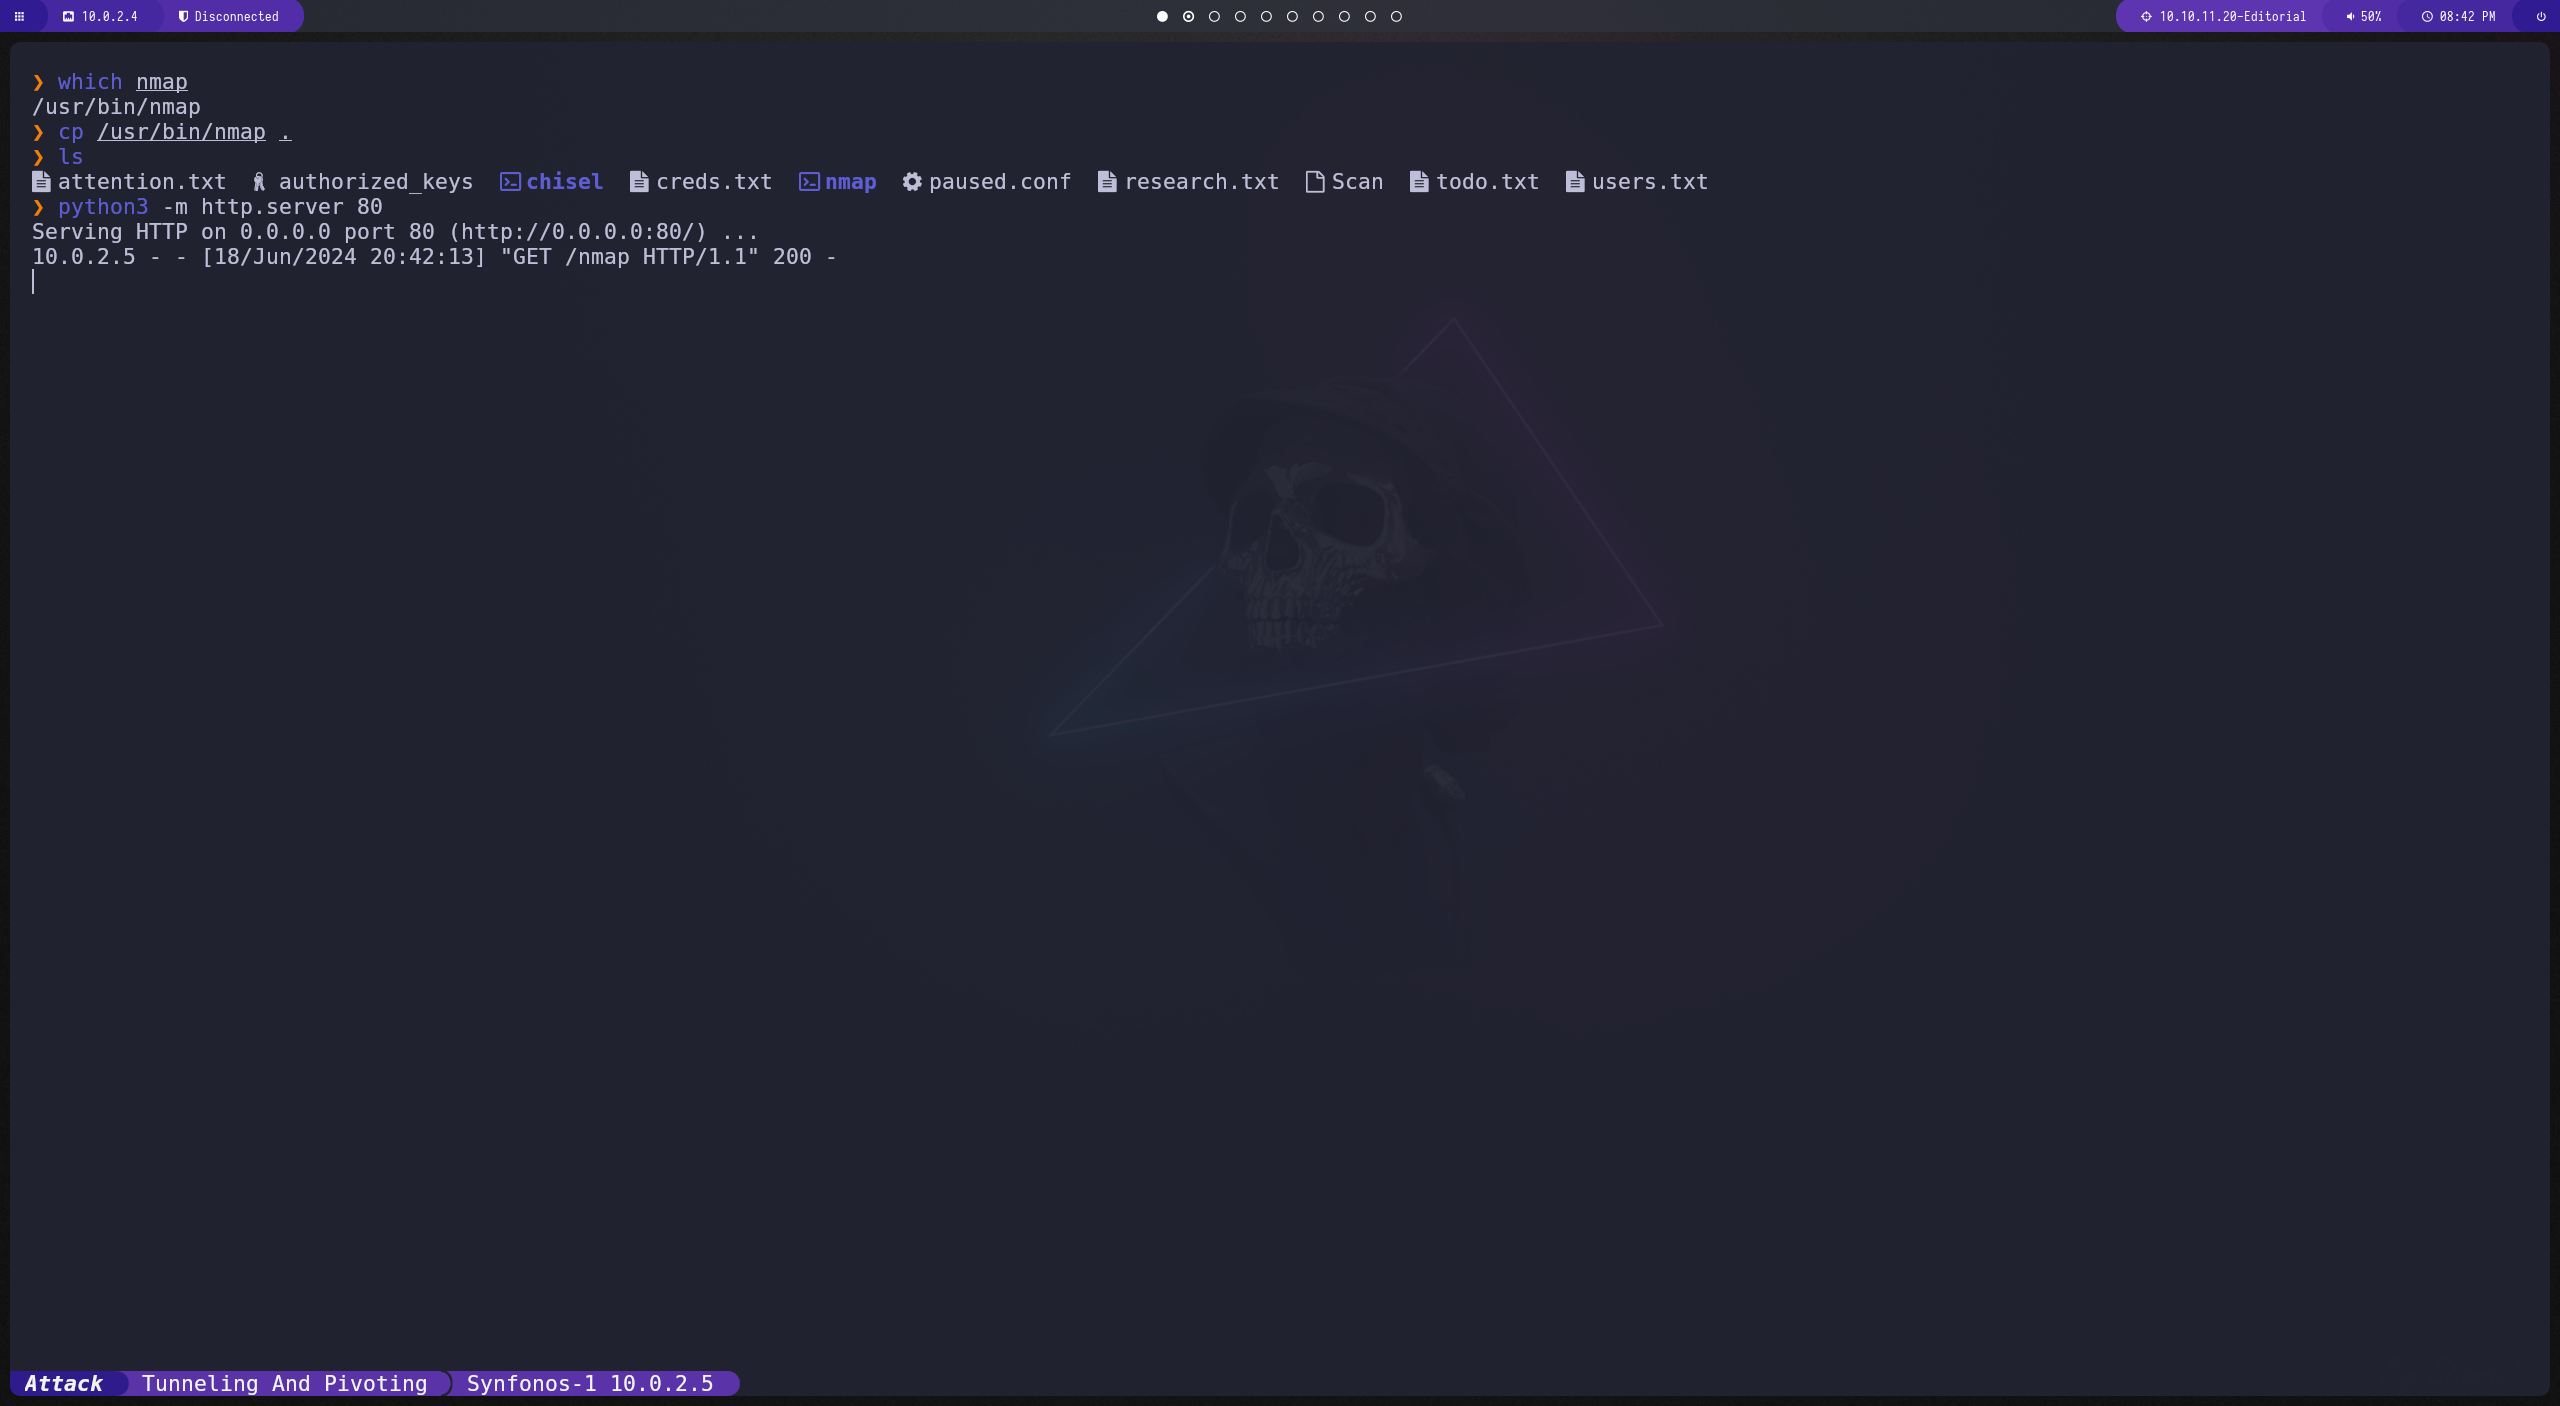 10.0.2.4 Disconnected 10.10.11.20-Editorial 50% 08:42 PM
❯ which nmap
/usr/bin/nmap
❯ cp /usr/bin/nmap .
❯ ls
attention.txt authorized_keys chisel creds.txt nmap paused.conf research.txt Scan todo.txt users.txt
❯ python3 -m http.server 80
Serving HTTP on 0.0.0.0 port 80 (http://0.0.0.0:80/) ...
10.0.2.5 - - [18/Jun/2024 20:42:13] "GET /nmap HTTP/1.1" 200 -
Attack Tunneling And Pivoting Synfonos-1 10.0.2.5